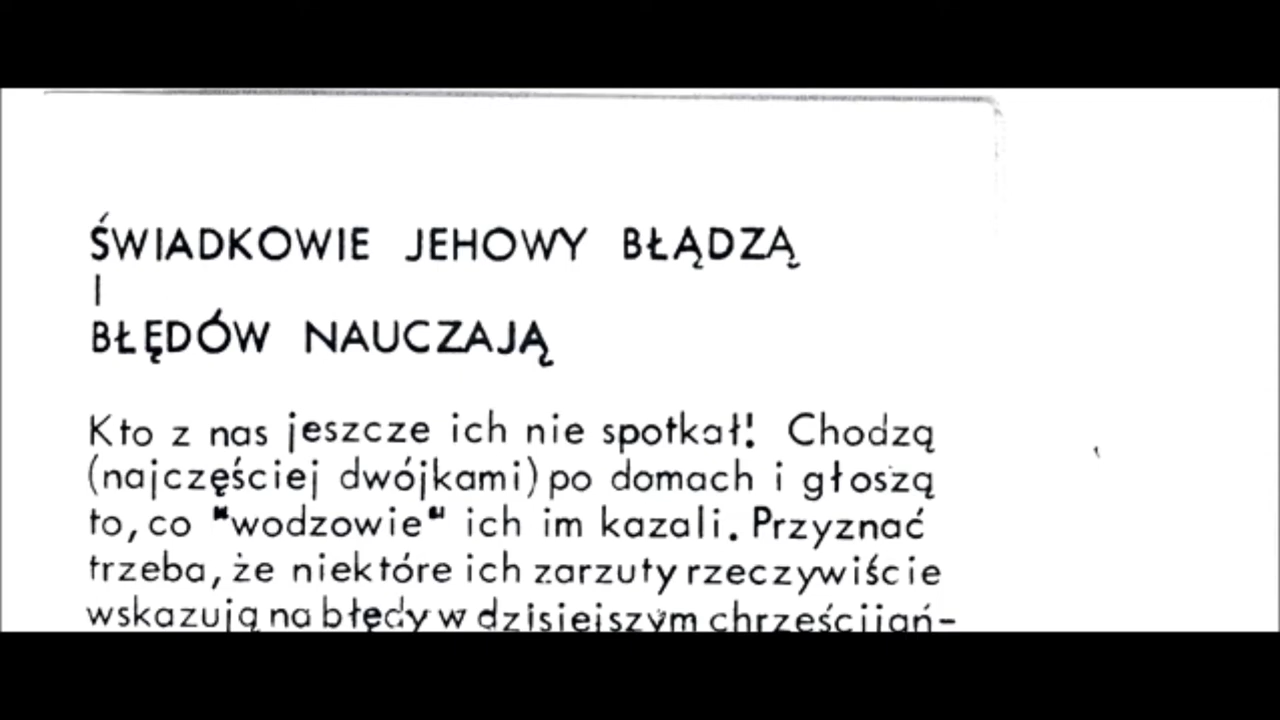 ŚWIADKOWIE JEHOWY BŁĄDZĄ
I
BŁĘDÓW NAUCZAJĄ
Kto z nas jeszcze ich nie spotkał! Chodzą
(najczęściej dwójkami) po domach i głoszą
to, co "wodzowie" ich im kazali. Przyznać
trzeba, że niektóre ich zarzuty rzeczywiście
wskazują na błędy w dzisiejszym chrześcijań-